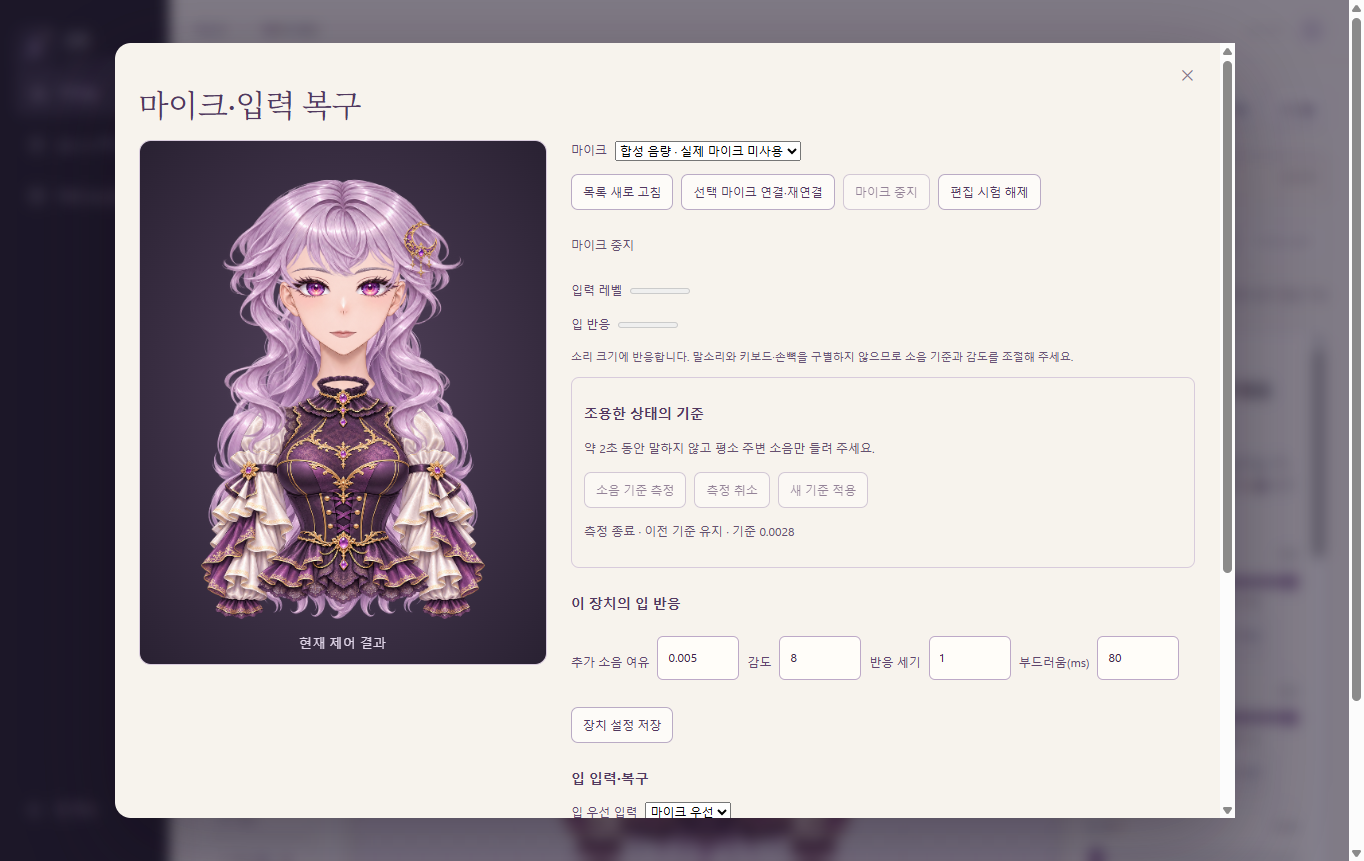 마이크·입력 복구
현재 제어 결과
마이크 합성 음량 · 실제 마이크 미사용
목록 새로 고침 선택 마이크 연결·재연결 마이크 중지 편집 시험 해제
마이크 중지
입력 레벨
입 반응
소리 크기에 반응합니다. 말소리와 키보드·손뼉을 구별하지 않으므로 소음 기준과 감도를 조절해 주세요.
조용한 상태의 기준
약 2초 동안 말하지 않고 평소 주변 소음만 들려 주세요.
소음 기준 측정 측정 취소 새 기준 적용
측정 종료 · 이전 기준 유지 · 기준 0.0028
이 장치의 입 반응
추가 소음 여유 0.005 감도 8 반응 세기 1 부드러움(ms) 80
장치 설정 저장
입 입력·복구
입 우선 입력 마이크 우선